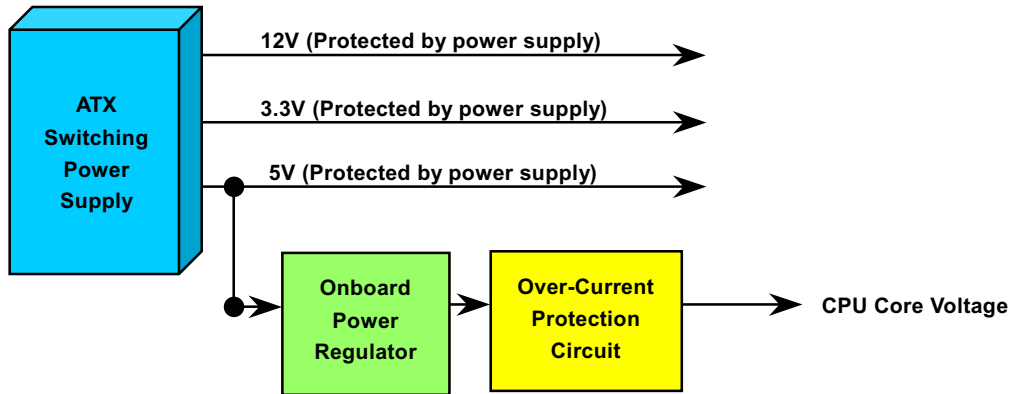 12V (Protected by power supply)
ATX
Switching
Power
Supply
3.3V (Protected by power supply)
5V (Protected by power supply)
Onboard
Power
Regulator
Over-Current
Protection
Circuit
CPU Core Voltage